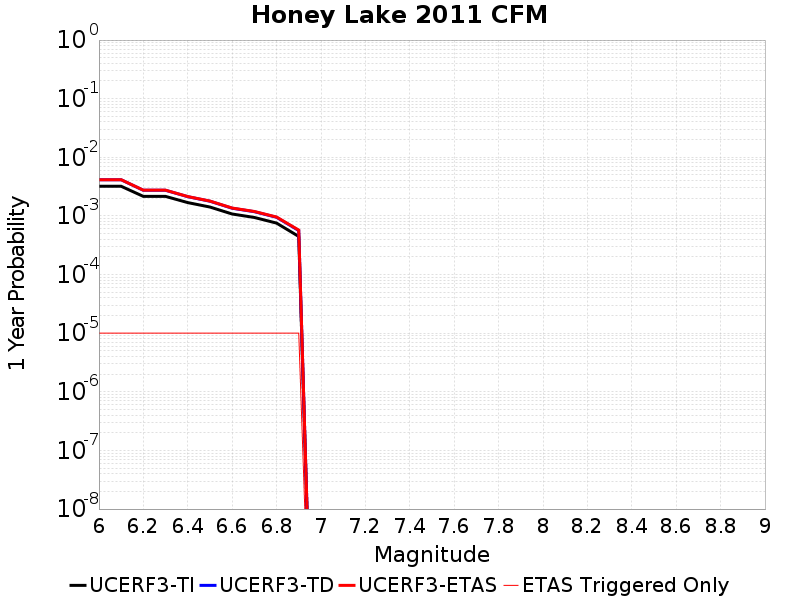 Honey Lake 2011 CFM
10^0
10^-1
10^-2
10^-3
10^-4
10^-5
10^-6
10^-7
10^-8
1 Year Probability
6 6.2 6.4 6.6 6.8 7 7.2 7.4 7.6 7.8 8 8.2 8.4 8.6 8.8 9
Magnitude
UCERF3-TI UCERF3-TD UCERF3-ETAS ETAS Triggered Only